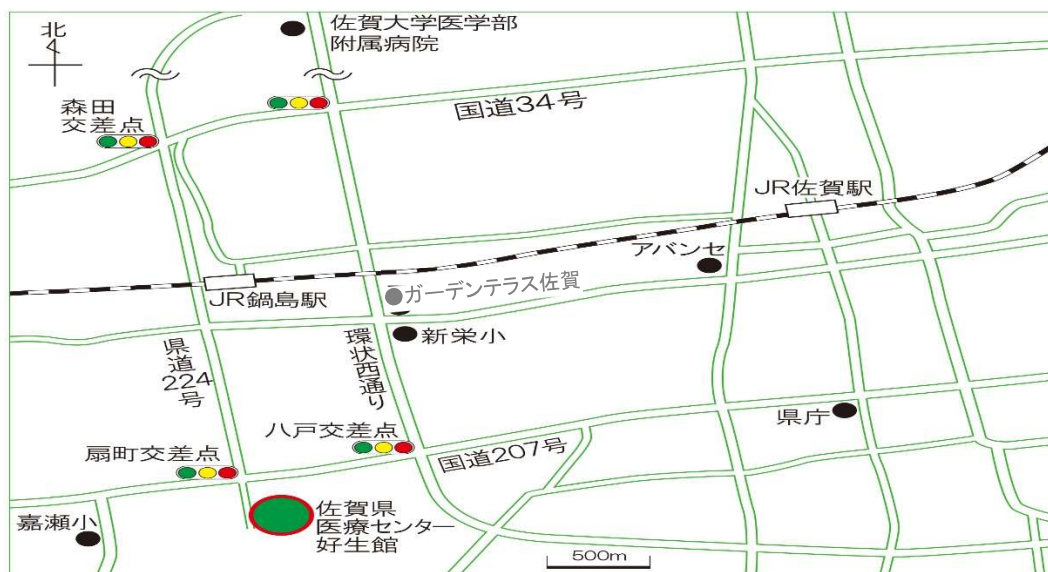 北
佐賀大学医学部
附属病院
森田
交差点
国道34号
JR佐賀駅
アバンセ
ガーデンテラス佐賀
JR鍋島駅
新栄小
県道
224
号
環状西通り
県庁
八戸交差点
国道207号
扇町交差点
佐賀県
医療センター
好生館
嘉瀬小
500m